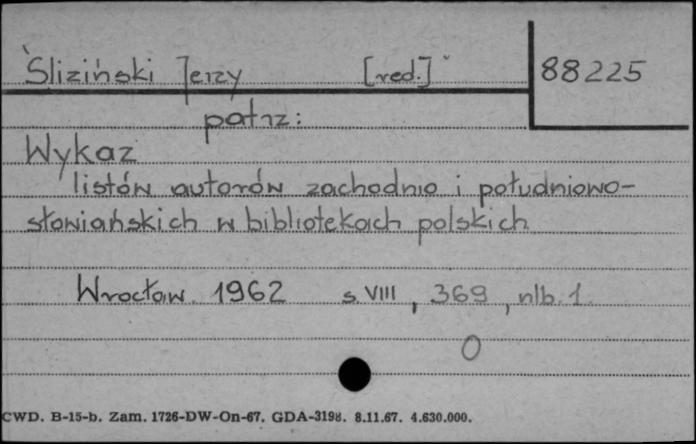 Śliziński Jerzy [red.] 88225
patrz:
Wykaz
listów autorów zachodnio i południowo-
słowiańskich w bibliotekach polskich
Wrocław 1962 s. VIII, 369, nlb. 1.
0
CWD. B-15-b. Zam. 1726-DW-On-67. GDA-3198. 8.11.67. 4.630.000.